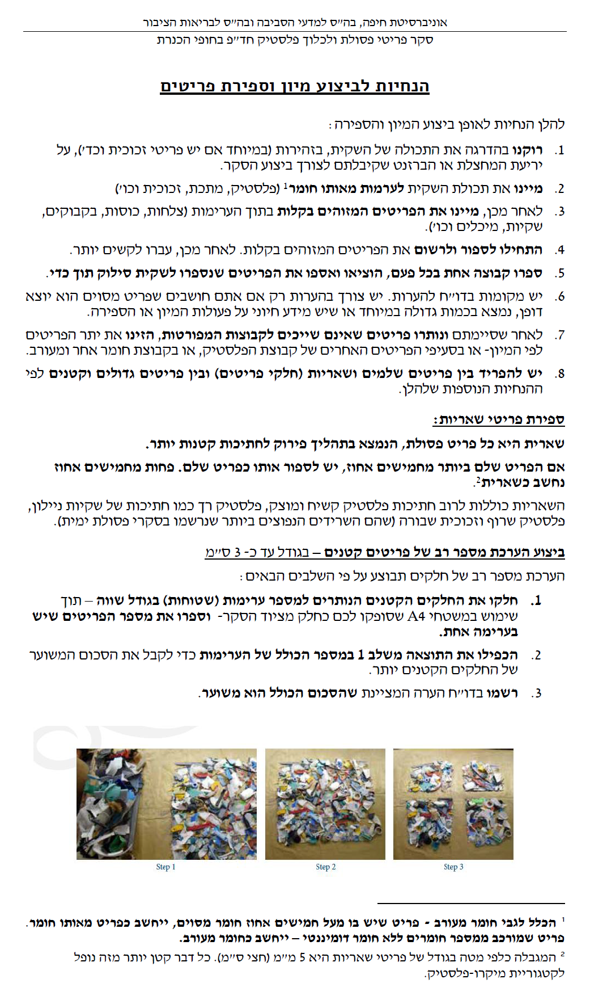 אוניברסיטת חיפה, בה"ס למדעי הסביבה ובה"ס לבריאות הציבור
סקר פריטי פסולת ולכלוך פלסטיק חד"פ בחופי הכנרת
הנחיות לביצוע מיון וספירת פריטים
להלן הנחיות לאופן ביצוע המיון והספירה:
1. רוקנו בהדרגה את התכולה של השקית, בזהירות (במיוחד אם יש פריטי זכוכית וכד'), על
יריעת המחצלת או הברזנט שקיבלתם לצורך ביצוע הסקר.
2. מיינו את תכולת השקית לערמות מאותו חומר¹ (פלסטיק, מתכת, זכוכית וכו')
3. לאחר מכן, מיינו את הפריטים המזוהים בקלות בתוך הערימות (צלחות, כוסות, בקבוקים,
שקיות, מיכלים וכו').
4. התחילו לספור ולרשום את הפריטים המזוהים בקלות. לאחר מכן, עברו לקשים יותר.
5. ספרו קבוצה אחת בכל פעם, הוציאו ואספו את הפריטים שנספרו לשקית סילוק תוך כדי.
6. יש מקומות בדו"ח להערות. יש צורך בהערות רק אם אתם חושבים שפריט מסוים הוא יוצא
דופן, נמצא בכמות גדולה במיוחד או שיש מידע חיוני על פעולות המיון או הספירה.
7. לאחר שסיימתם ונותרו פריטים שאינם שייכים לקבוצות המפורטות, הזינו את יתר הפריטים
לפי המיון- או בסעיפי הפריטים האחרים של קבוצת הפלסטיק, או בקבוצת חומר אחר ומעורב.
8. יש להפריד בין פריטים שלמים ושאריות (חלקי פריטים) ובין פריטים גדולים וקטנים לפי
ההנחיות הנוספות שלהלן.
ספירת פריטי שאריות:
שארית היא כל פריט פסולת, הנמצא בתהליך פירוק לחתיכות קטנות יותר.
אם הפריט שלם ביותר מחמישים אחוז, יש לספור אותו כפריט שלם. פחות מחמישים אחוז
נחשב כשארית².
השאריות כוללות לרוב חתיכות פלסטיק קשיח ומוצק, פלסטיק רך כמו חתיכות של שקיות ניילון,
פלסטיק שרוף וזכוכית שבורה (שהם השרידים הנפוצים ביותר שנרשמו בסקרי פסולת ימית).
ביצוע הערכת מספר רב של פריטים קטנים – בגודל עד כ- 3 ס"מ
הערכת מספר רב של חלקים תבוצע על פי השלבים הבאים:
1. חלקו את החלקים הקטנים הנותרים למספר ערימות (שטוחות) בגודל שווה – תוך
שימוש במשטחי A4 שסופקו לכם כחלק מציוד הסקר- וספרו את מספר הפריטים שיש
בערימה אחת.
2. הכפילו את התוצאה משלב 1 במספר הכולל של הערימות כדי לקבל את הסכום המשוער
של החלקים הקטנים יותר.
3. רשמו בדו"ח הערה המציינת שהסכום הכולל הוא משוער.
Step 1
Step 2
Step 3
¹ הכלל לגבי חומר מעורב - פריט שיש בו מעל חמישים אחוז חומר מסוים, ייחשב כפריט מאותו חומר.
פריט שמורכב ממספר חומרים ללא חומר דומיננטי – ייחשב כחומר מעורב.
² המגבלה כלפי מטה בגודל של פריטי שאריות היא 5 מ"מ (חצי ס"מ). כל דבר קטן יותר מזה נופל
לקטגוריית מיקרו-פלסטיק.